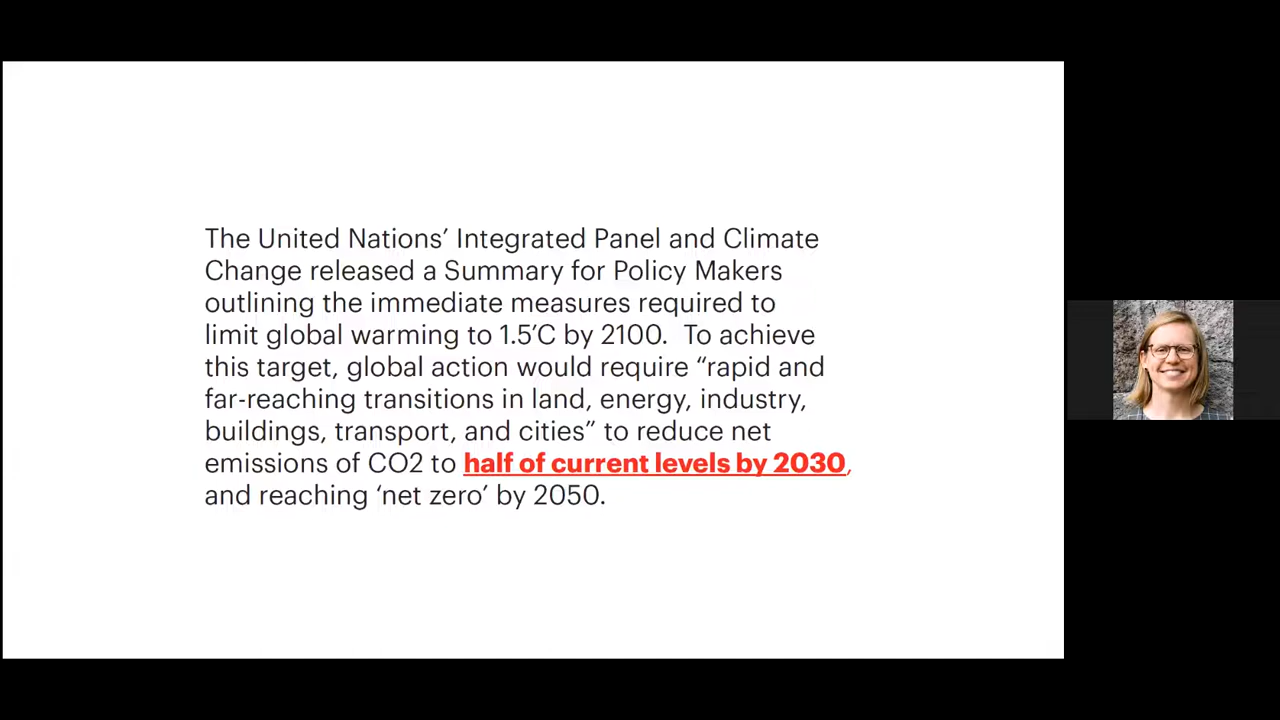 The United Nations’ Integrated Panel and Climate
Change released a Summary for Policy Makers
outlining the immediate measures required to
limit global warming to 1.5’C by 2100.  To achieve
this target, global action would require “rapid and
far-reaching transitions in land, energy, industry,
buildings, transport, and cities” to reduce net
emissions of CO2 to half of current levels by 2030,
and reaching ‘net zero’ by 2050.